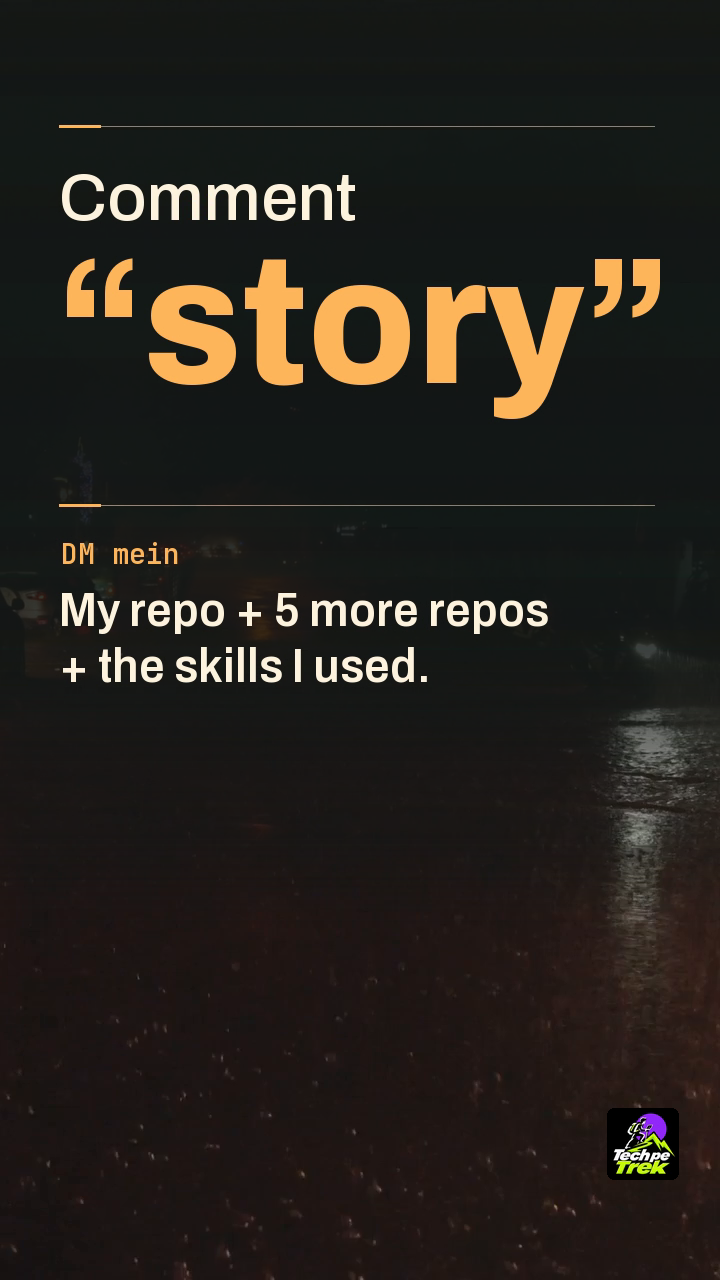 Comment
“story”
DM mein
My repo + 5 more repos
+ the skills I used.
Techpe
Trek